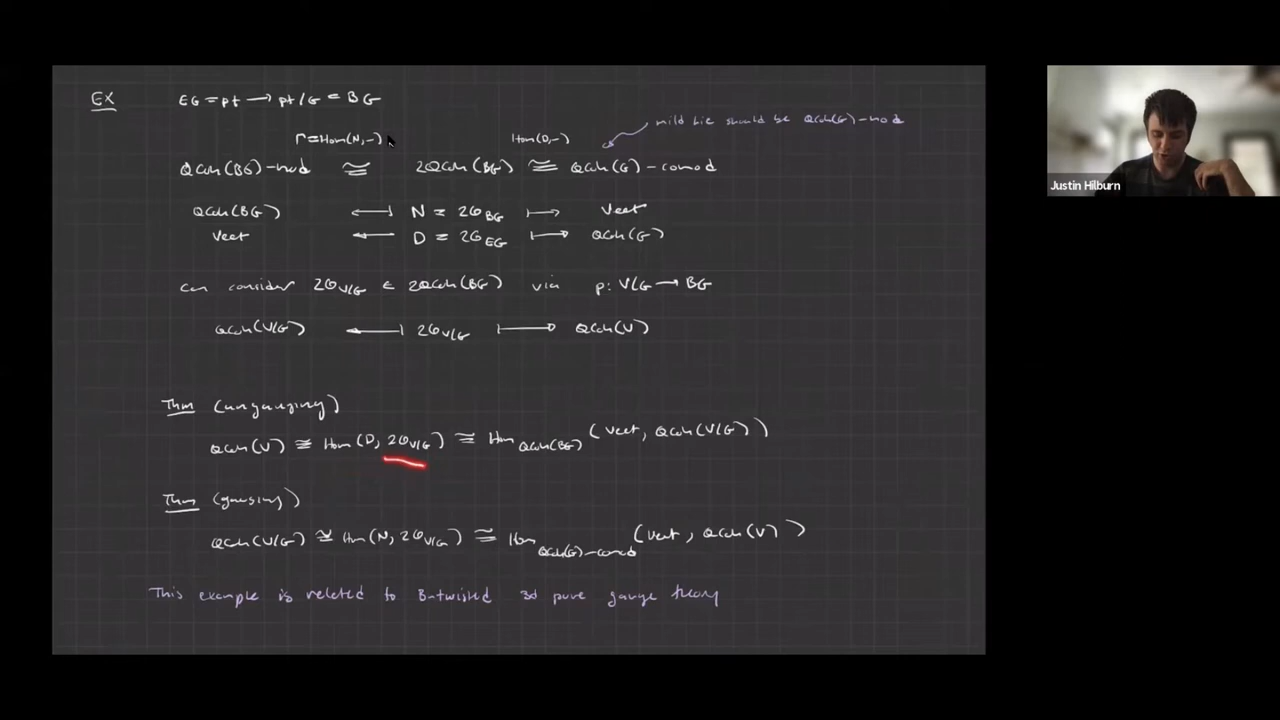 EX EG = pt → pt/G = BG
mild lie should be QCoh(G)-mod
Γ = Hom(N,-) Hom(D,-)
QCoh(BG)-mod ≅ 2QCoh(BG) ≅ QCoh(G)-comod
QCoh(BG) ⟻ N = 2O_BG ⟼ Vect
Vect ⟵ D = 2O_EG ⟼ QCoh(G)
can consider 2O_V/G ∈ 2QCoh(BG) via p: V/G → BG
QCoh(V/G) ⟻ 2O_V/G ⟼ QCoh(V)
Thm (ungauging)
QCoh(V) ≅ Hom(D, 2O_V/G) ≅ Hom_QCoh(BG) (Vect, QCoh(V/G))
Thm (gauging)
QCoh(V/G) ≅ Hom(N, 2O_V/G) ≅ Hom_QCoh(G)-comod (Vect, QCoh(V))
This example is related to B-twisted 3d pure gauge theory
Justin Hilburn